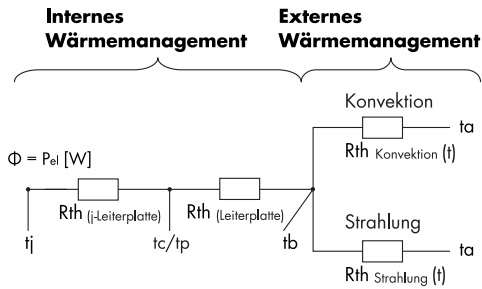 Internes
Wärmemanagement
Externes
Wärmemanagement
Konvektion
ta
Rth Konvektion (t)
Φ = Pel [W]
Rth (j-Leiterplatte)
Rth (Leiterplatte)
tj
tc/tp
tb
Strahlung
ta
Rth Strahlung (t)